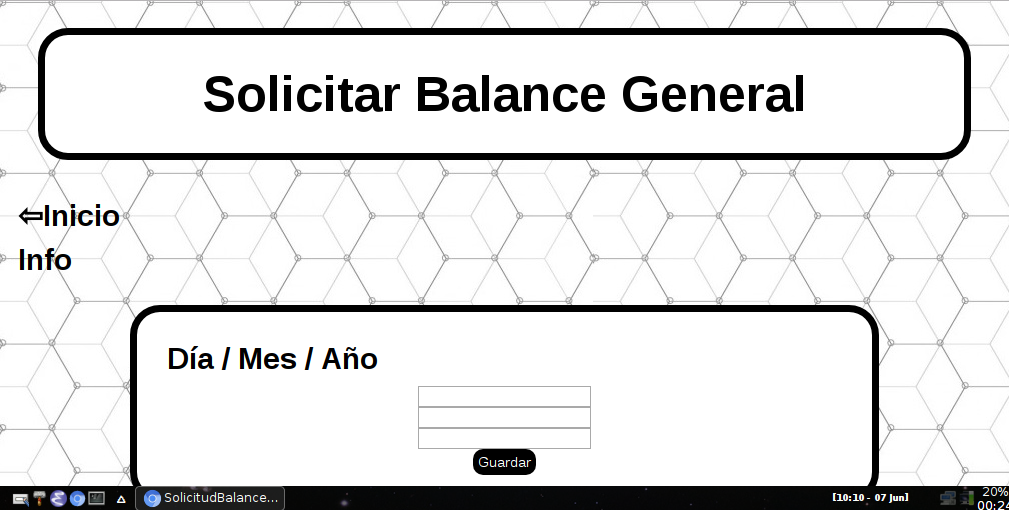 Solicitar Balance General
⇦Inicio
Info
Día / Mes / Año
Guardar
SolicitudBalance...
[10:10 - 07 Jun]
20%
00:24